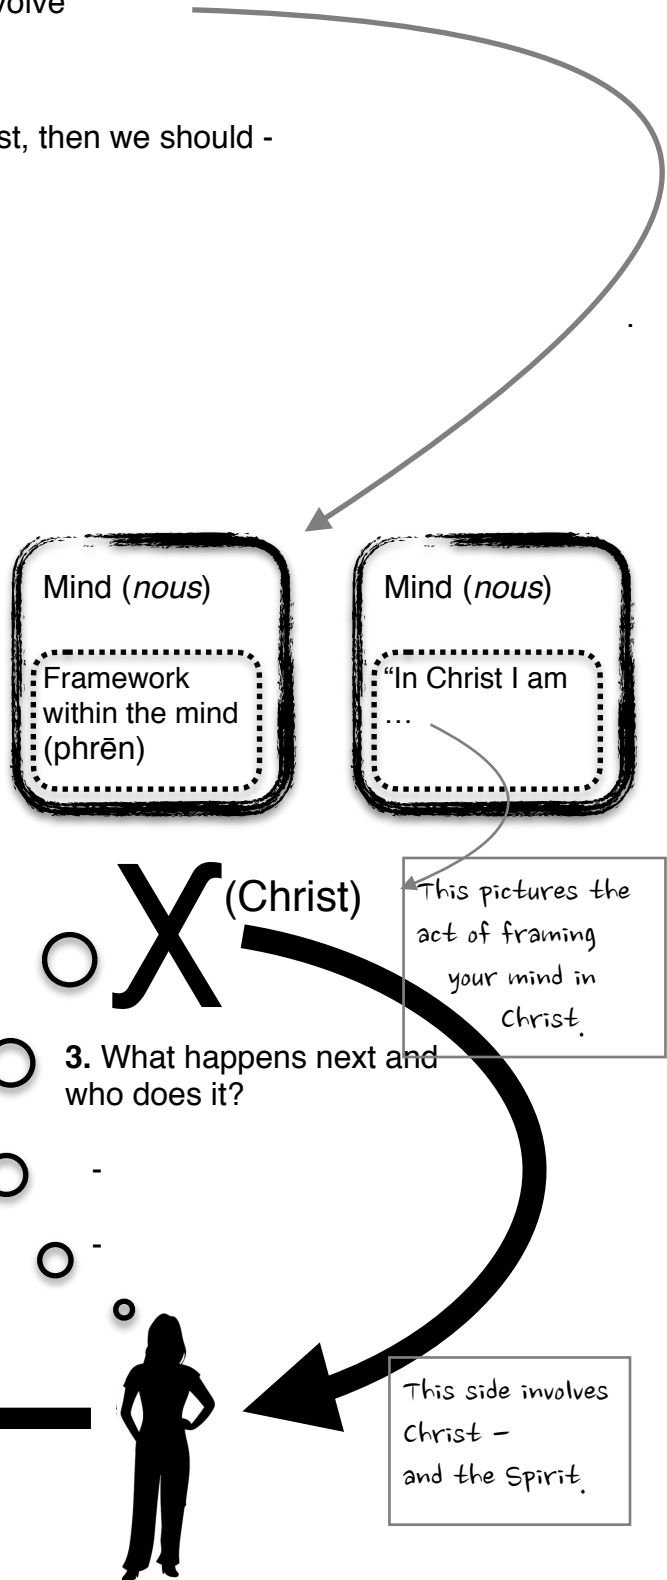 volve
st, then we should -
.
Mind (nous)
Framework
within the mind
(phrēn)
Mind (nous)
“In Christ I am
…
X (Christ)
This pictures the
act of framing
your mind in
Christ.
3. What happens next and
who does it?
-
-
This side involves
Christ –
and the Spirit.